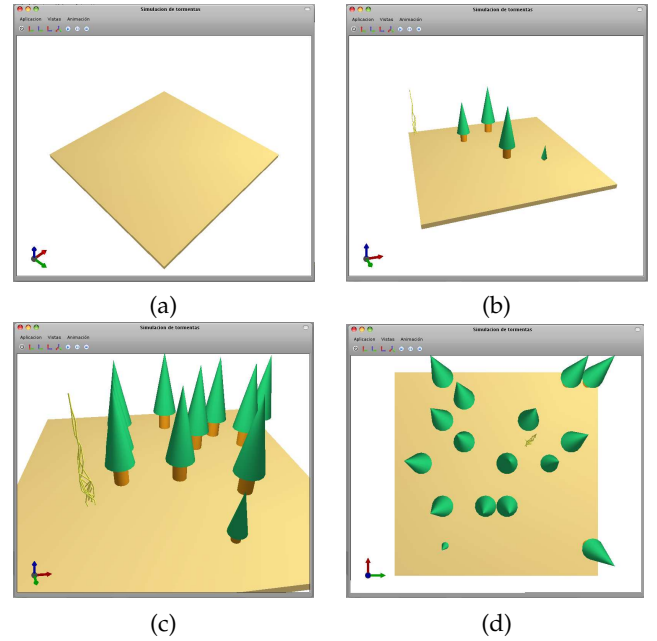 Simulacion de tormentas
Aplicacion Vistas Animación
Simulacion de tormentas
Aplicacion Vistas Animación
(a)
(b)
Simulacion de tormentas
Aplicacion Vistas Animación
Simulacion de tormentas
Aplicacion Vistas Animación
(c)
(d)